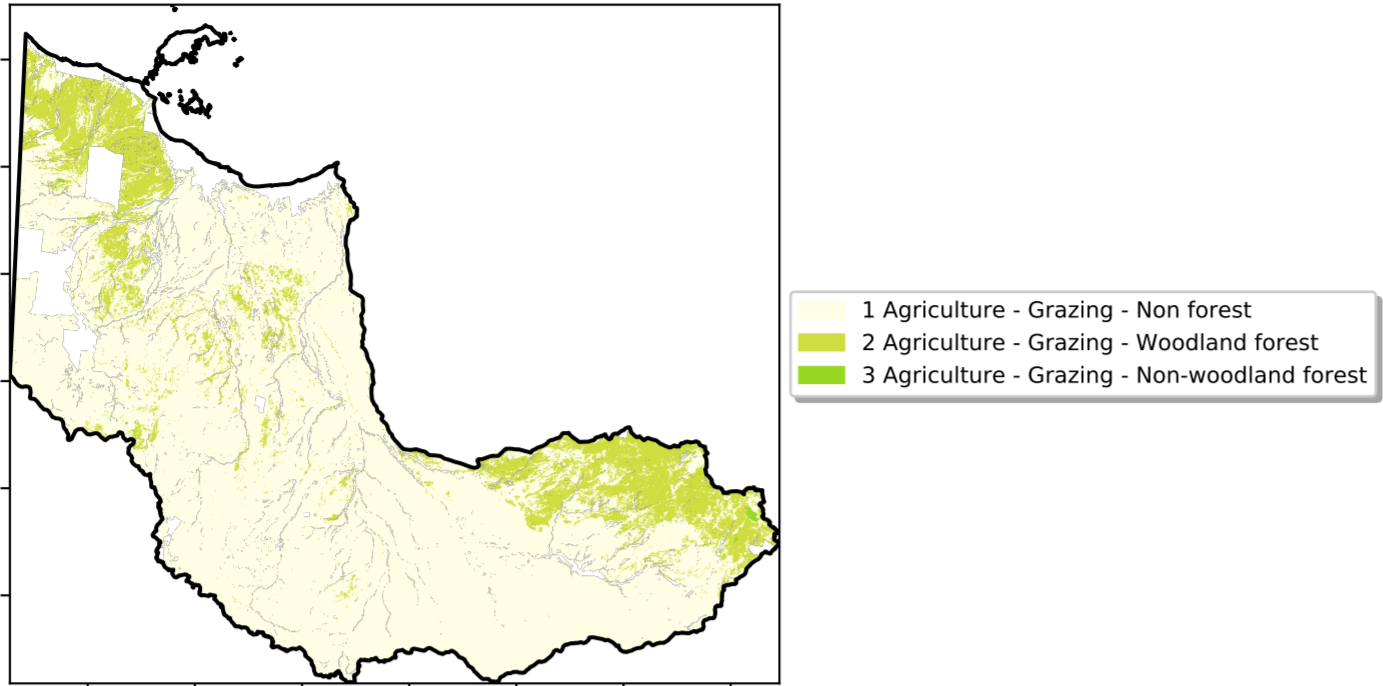 1 Agriculture - Grazing - Non forest
2 Agriculture - Grazing - Woodland forest
3 Agriculture - Grazing - Non-woodland forest